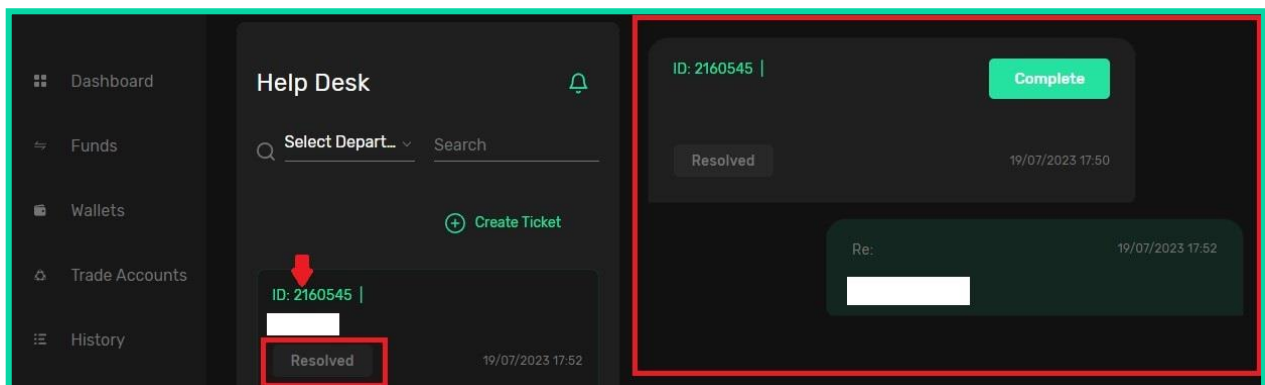 Dashboard
Funds
Wallets
Trade Accounts
History
Help Desk
Select Depart...
Search
Create Ticket
ID: 2160545 |
Resolved
19/07/2023 17:52
ID: 2160545 |
Complete
Resolved
19/07/2023 17:50
Re:
19/07/2023 17:52